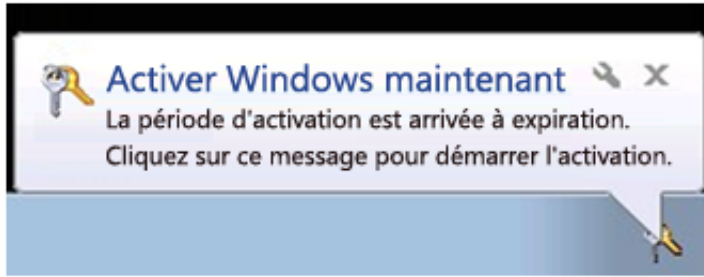 Activer Windows maintenant
La période d'activation est arrivée à expiration.
Cliquez sur ce message pour démarrer l'activation.